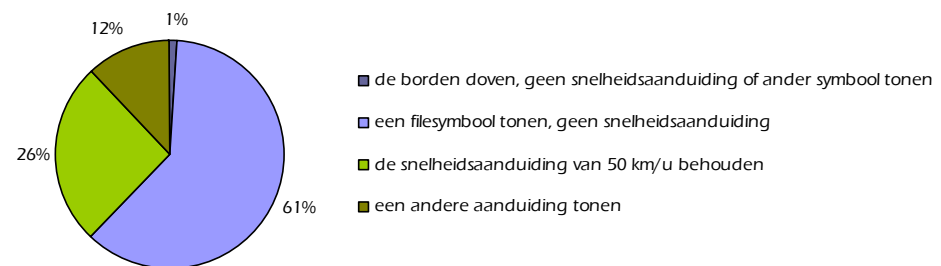 1%
12%
26%
61%
de borden doven, geen snelheidsaanduiding of ander symbool tonen
een filesymbool tonen, geen snelheidsaanduiding
de snelheidsaanduiding van 50 km/u behouden
een andere aanduiding tonen